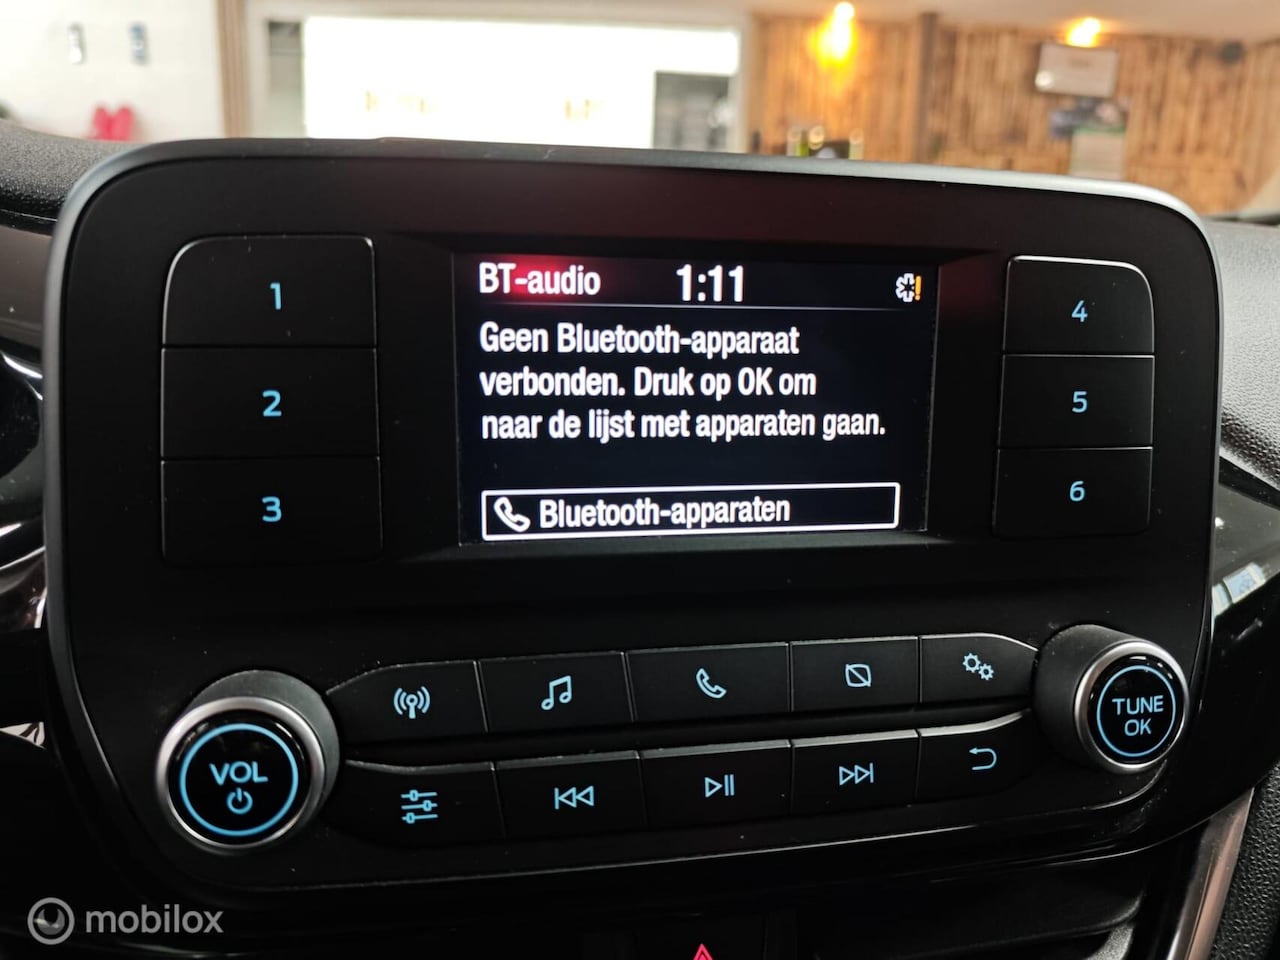 BT-audio 1:11
Geen Bluetooth-apparaat
verbonden. Druk op OK om
naar de lijst met apparaten gaan.
Bluetooth-apparaten
1
2
3
4
5
6
VOL
TUNE
OK
mobilox